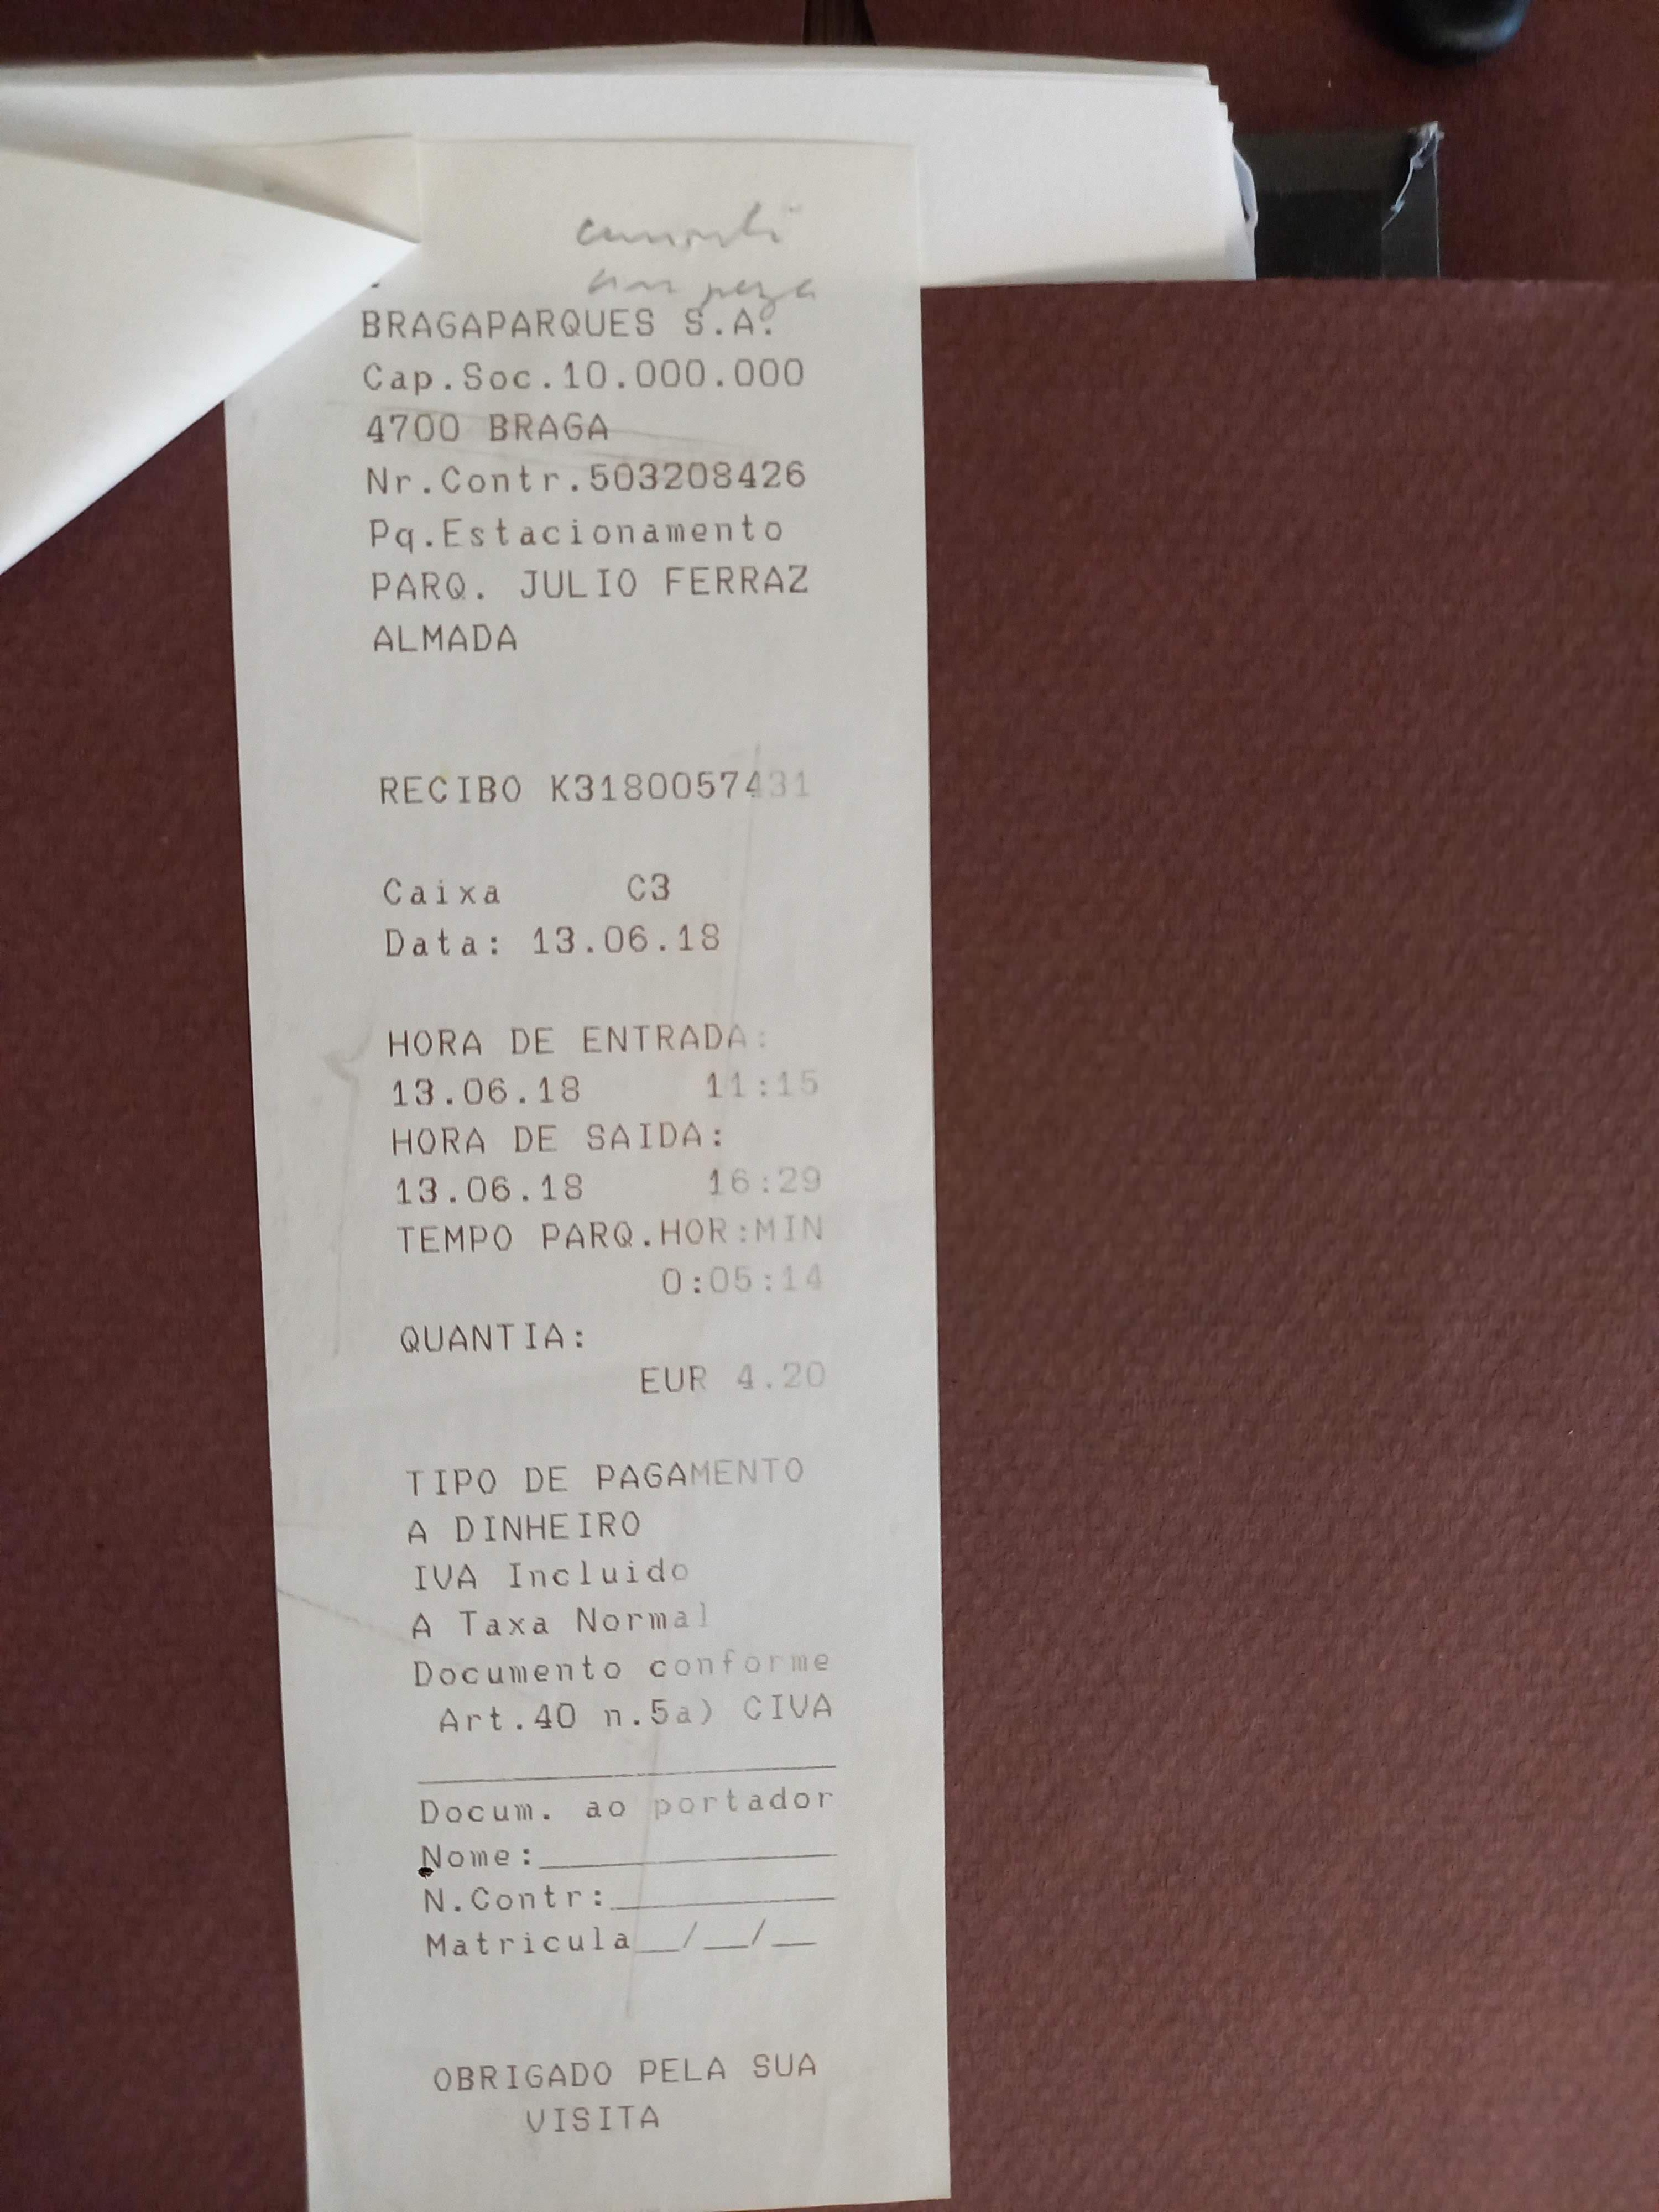 BRAGAPARQUES S.A.
Cap.Soc.10.000.000
4700 BRAGA
Nr.Contr.503208426
Pq.Estacionamento
PARQ. JULIO FERRAZ
ALMADA
RECIBO K3180057431
Caixa C3
Data: 13.06.18
HORA DE ENTRADA:
13.06.18 11:15
HORA DE SAIDA:
13.06.18 16:29
TEMPO PARQ.HOR:MIN
0:05:14
QUANTIA:
EUR 4.20
TIPO DE PAGAMENTO
A DINHEIRO
IVA Incluido
A Taxa Normal
Documento conforme
Art.40 n.5a) CIVA
Docum. ao portador
Nome:
N.Contr:
Matricula__/__/__
OBRIGADO PELA SUA
VISITA